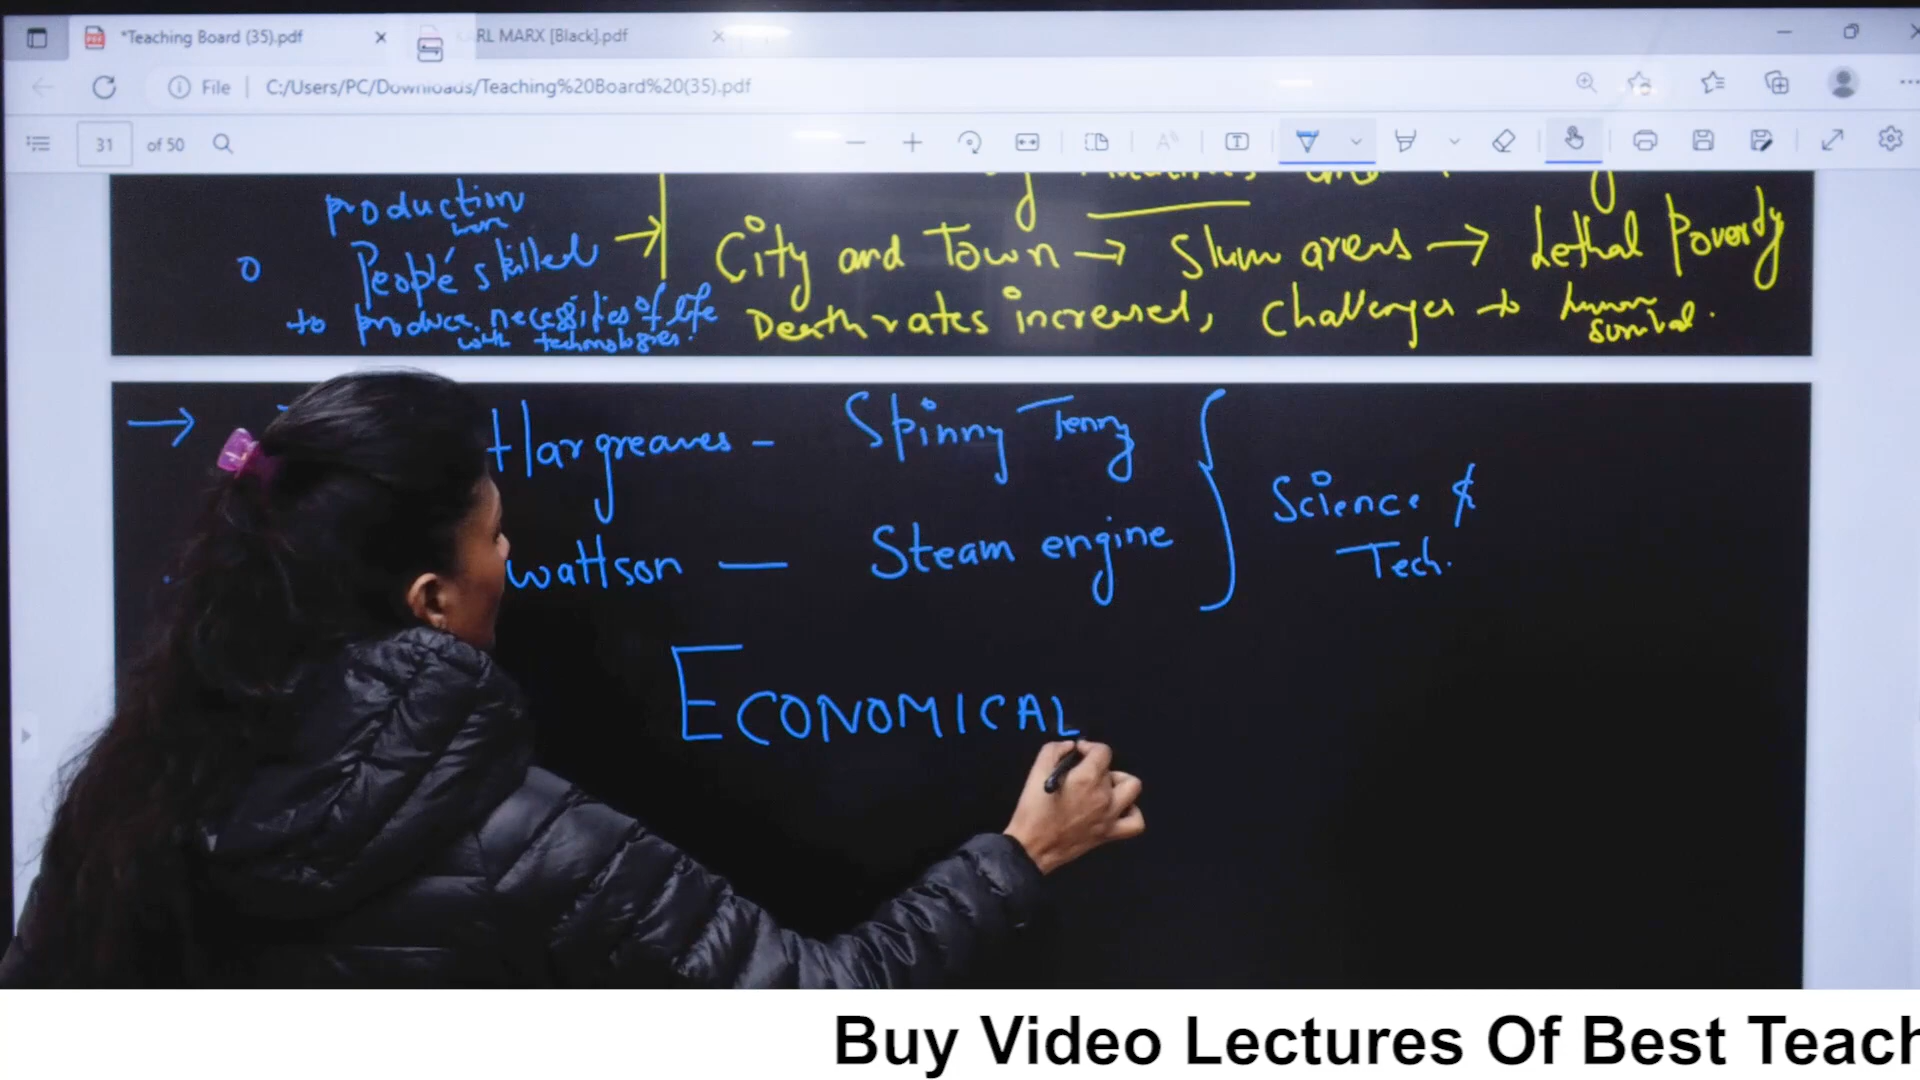 *Teaching Board (35).pdf
RL MARX [Black].pdf
File C:/Users/PC/Downloads/Teaching%20Board%20(35).pdf
31 of 50
production
People's skilled
to produce necessities of life
with technologies.
City and Town → Slum areas → Lethal Poverdy
Death rates increased, Challenges to human
survival.
→ Hargreaves - Spinny Jenny
wattson — Steam engine
Science &
Tech.
ECONOMICAL
Buy Video Lectures Of Best Teach